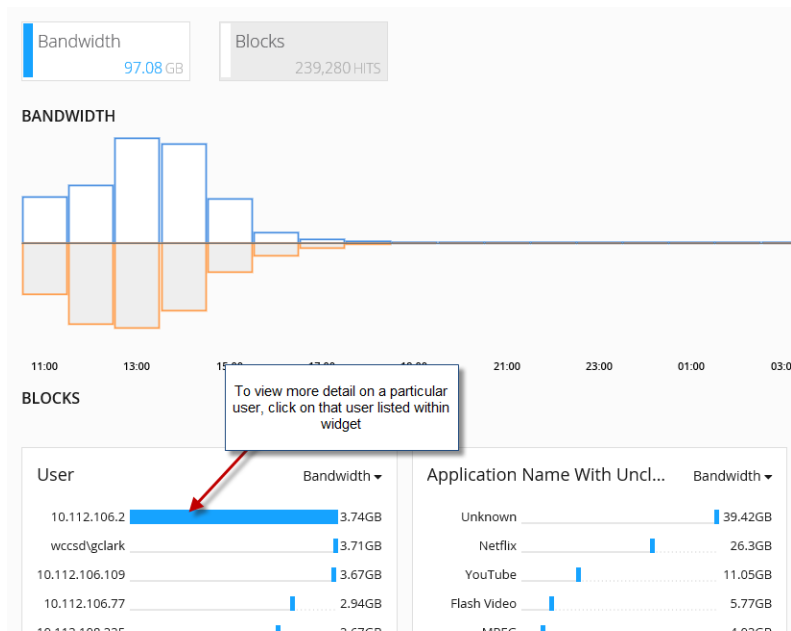 Bandwidth
97.08 GB
Blocks
239,280 HITS
BANDWIDTH
11:00 13:00 21:00 23:00 01:00
BLOCKS
To view more detail on a particular
user, click on that user listed within
widget
User Bandwidth
10.112.106.2 3.74GB
wccsd\gclark 3.71GB
10.112.106.109 3.67GB
10.112.106.77 2.94GB
Application Name With Uncl... Bandwidth
Unknown 39.42GB
Netflix 26.3GB
YouTube 11.05GB
Flash Video 5.77GB